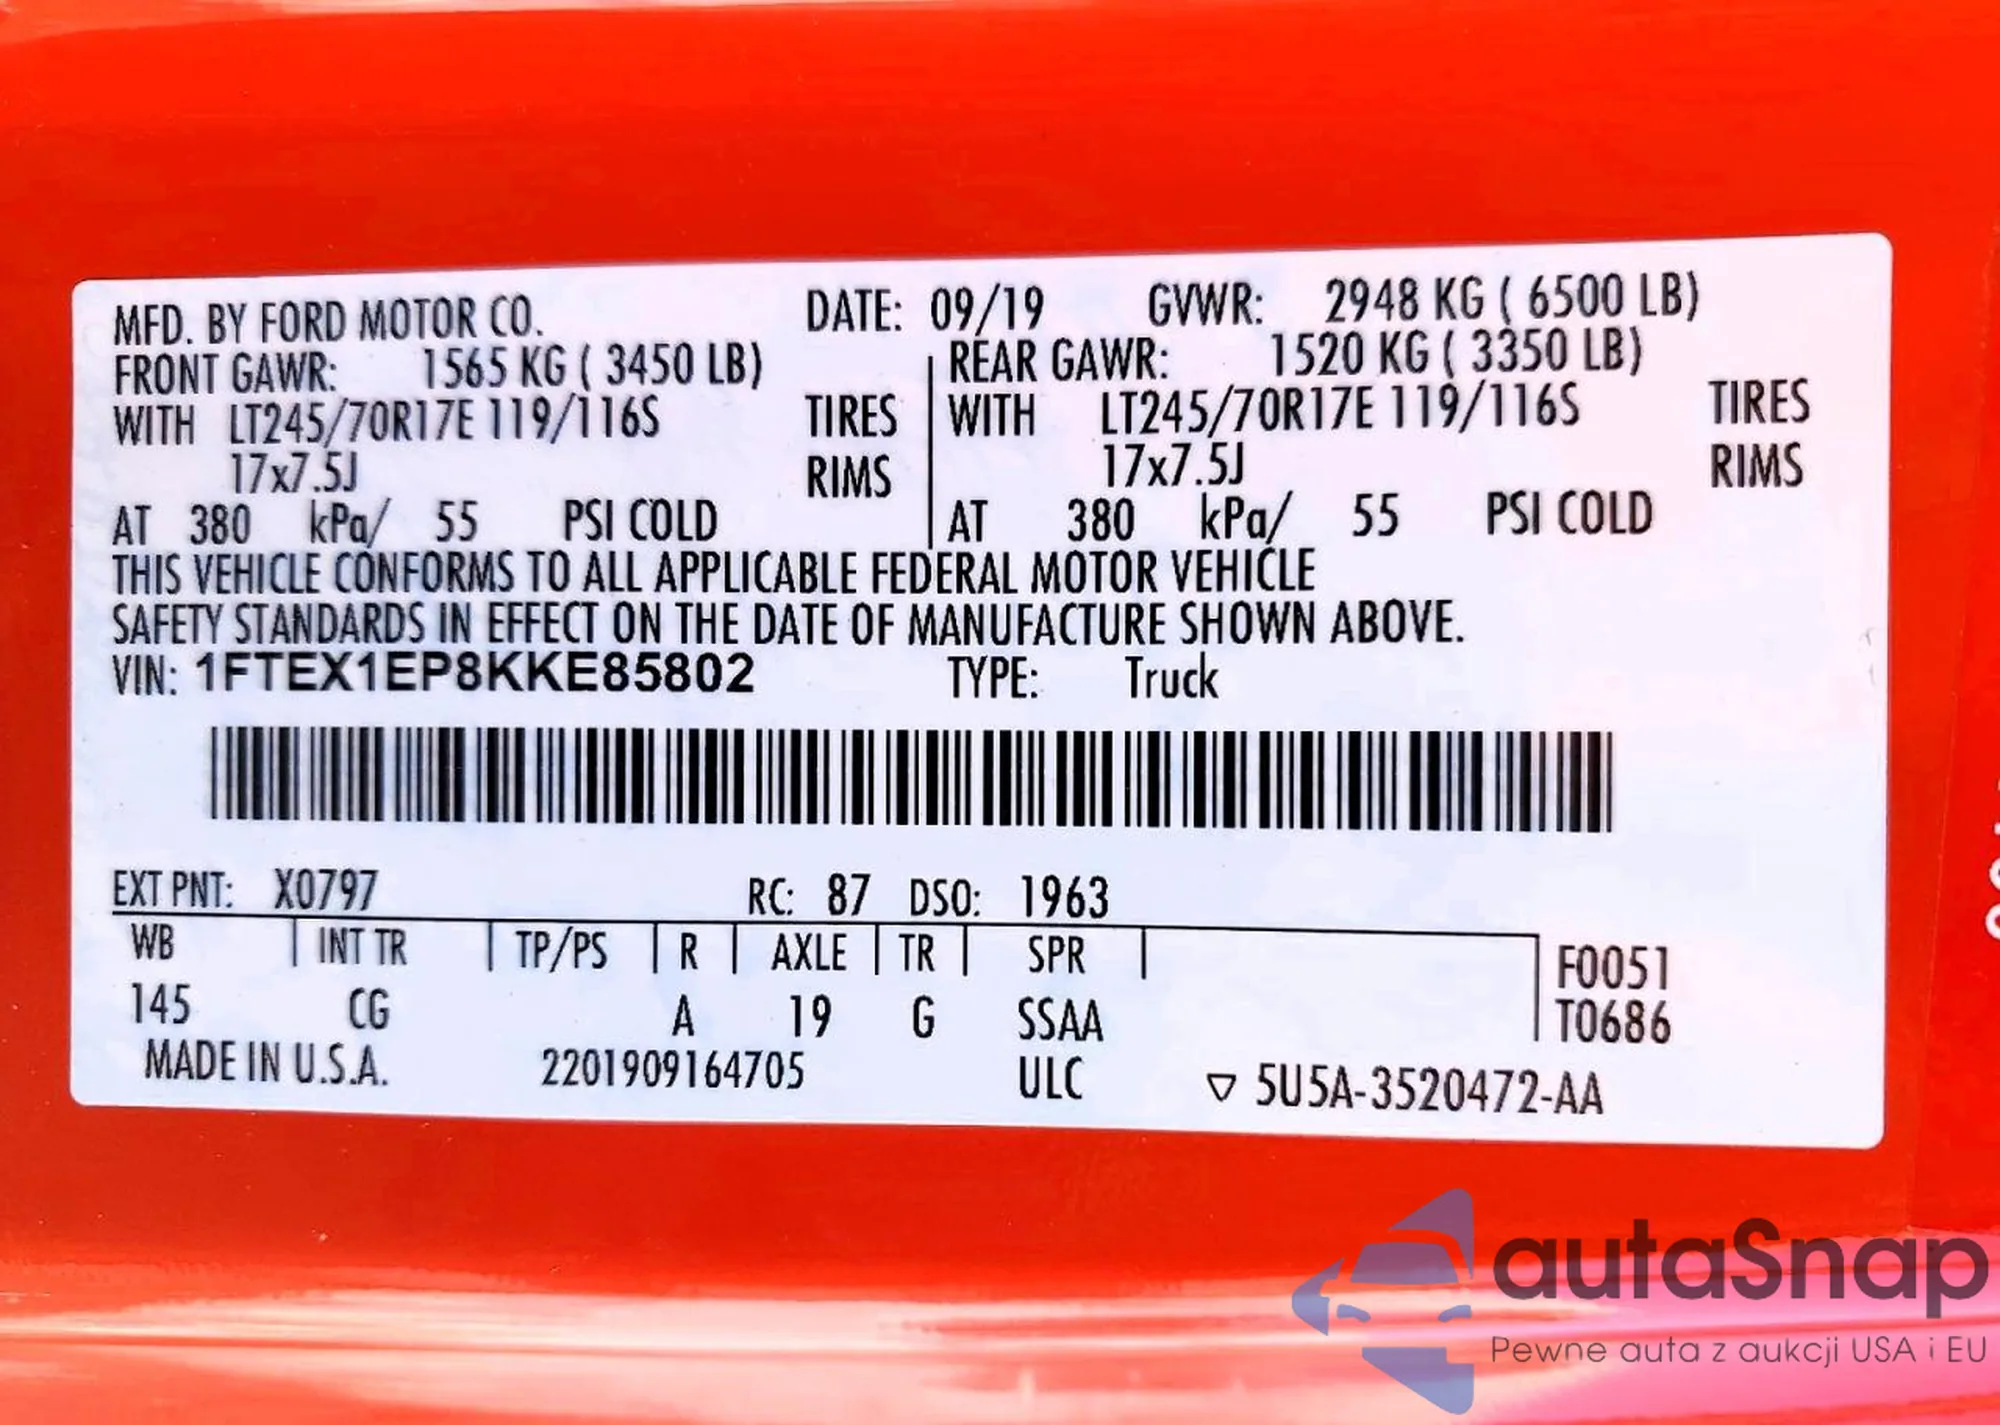 MFD. BY FORD MOTOR CO. DATE: 09/19 GVWR: 2948 KG ( 6500 LB)
FRONT GAWR: 1565 KG ( 3450 LB) REAR GAWR: 1520 KG ( 3350 LB)
WITH LT245/70R17E 119/116S TIRES WITH LT245/70R17E 119/116S TIRES
17x7.5J RIMS 17x7.5J RIMS
AT 380 kPa/ 55 PSI COLD AT 380 kPa/ 55 PSI COLD
THIS VEHICLE CONFORMS TO ALL APPLICABLE FEDERAL MOTOR VEHICLE
SAFETY STANDARDS IN EFFECT ON THE DATE OF MANUFACTURE SHOWN ABOVE.
VIN: 1FTEX1EP8KKE85802 TYPE: Truck
EXT PNT: X0797 RC: 87 DSO: 1963
WB INT TR TP/PS R AXLE TR SPR F0051
145 CG A 19 G SSAA T0686
MADE IN U.S.A. 2201909164705 ULC ▽ 5U5A-3520472-AA
autaSnap
Pewne auta z aukcji USA i EU